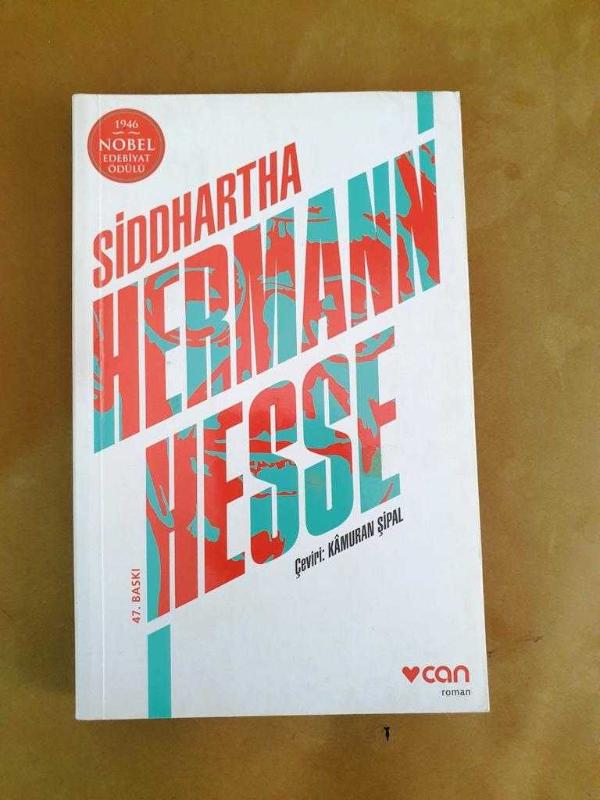 1946
NOBEL
EDEBİYAT
ÖDÜLÜ
SİDDHARTHA
HERMANN
HESSE
Çeviri: KÂMURAN ŞİPAL
47. BASKI
can
roman